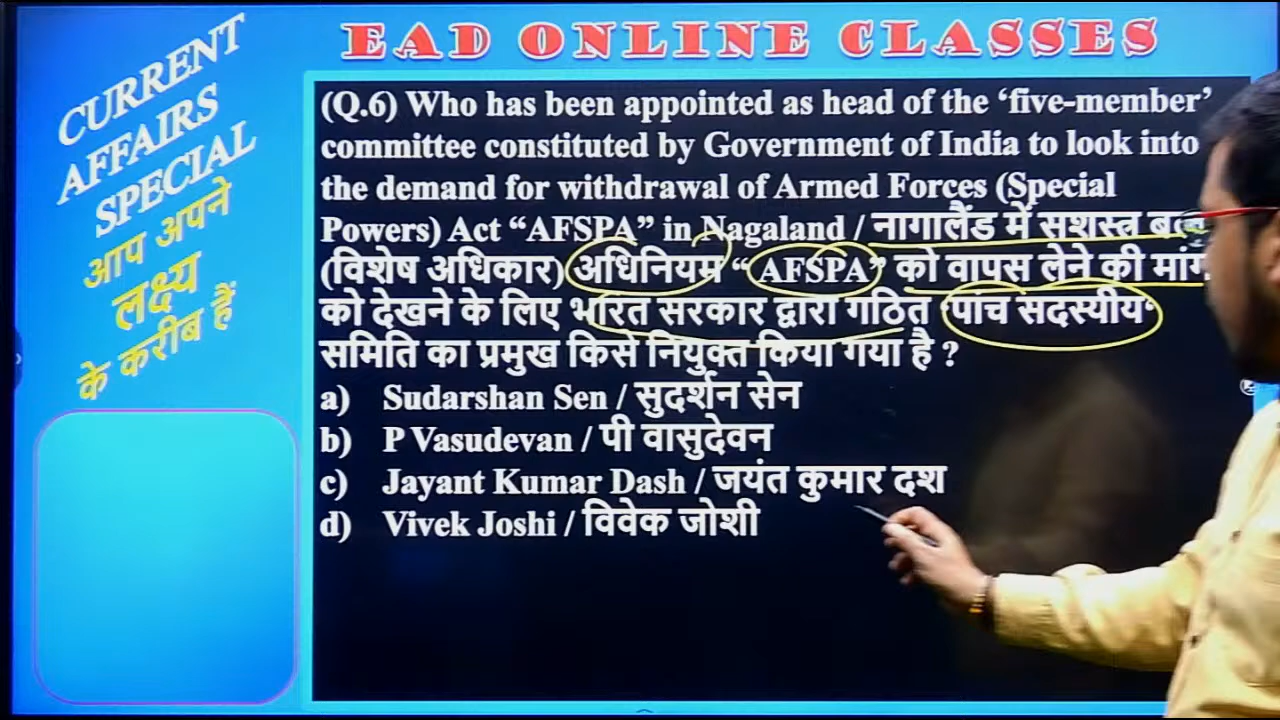 EAD ONLINE CLASSES
CURRENT
AFFAIRS
SPECIAL
आप अपने
लक्ष्य
के करीब हैं
(Q.6) Who has been appointed as head of the ‘five-member’
committee constituted by Government of India to look into
the demand for withdrawal of Armed Forces (Special
Powers) Act “AFSPA” in Nagaland / नागालैंड में सशस्त्र
(विशेष अधिकार) अधिनियम “AFSPA” को वापस लेने की मांग
को देखने के लिए भारत सरकार द्वारा गठित ‘पांच सदस्यीय‘
समिति का प्रमुख किसे नियुक्त किया गया है ?
a) Sudarshan Sen / सुदर्शन सेन
b) P Vasudevan / पी वासुदेवन
c) Jayant Kumar Dash / जयंत कुमार दश
d) Vivek Joshi / विवेक जोशी